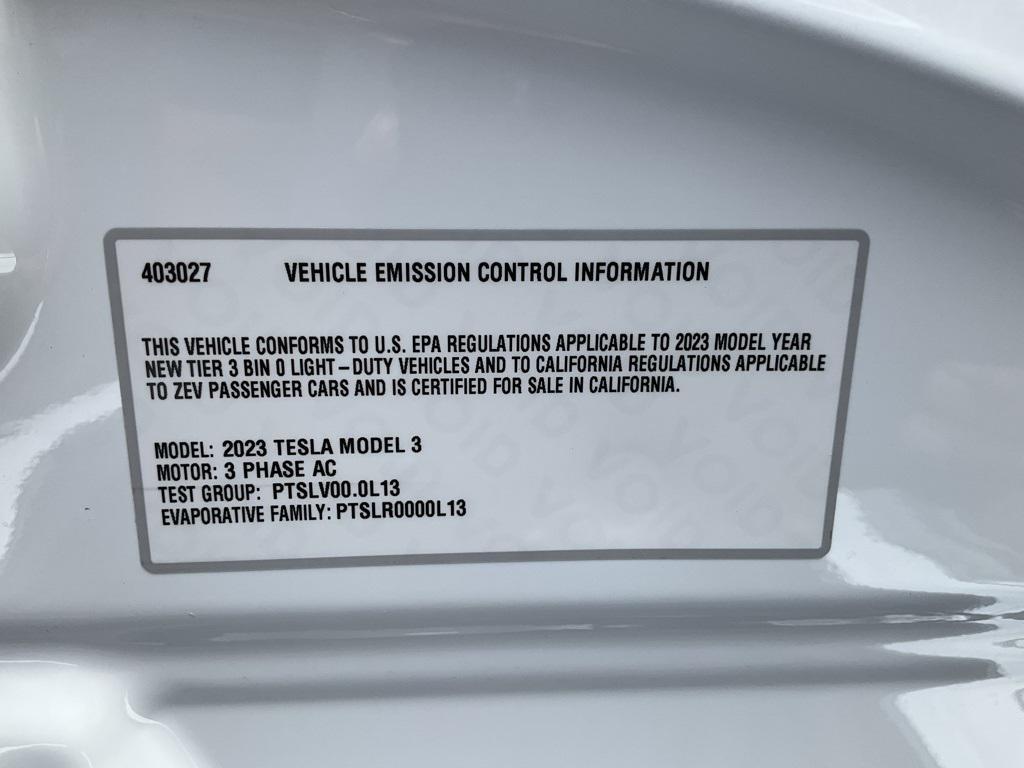 403027 VEHICLE EMISSION CONTROL INFORMATION
THIS VEHICLE CONFORMS TO U.S. EPA REGULATIONS APPLICABLE TO 2023 MODEL YEAR
NEW TIER 3 BIN 0 LIGHT-DUTY VEHICLES AND TO CALIFORNIA REGULATIONS APPLICABLE
TO ZEV PASSENGER CARS AND IS CERTIFIED FOR SALE IN CALIFORNIA.
MODEL: 2023 TESLA MODEL 3
MOTOR: 3 PHASE AC
TEST GROUP: PTSLV00.0L13
EVAPORATIVE FAMILY: PTSLR0000L13